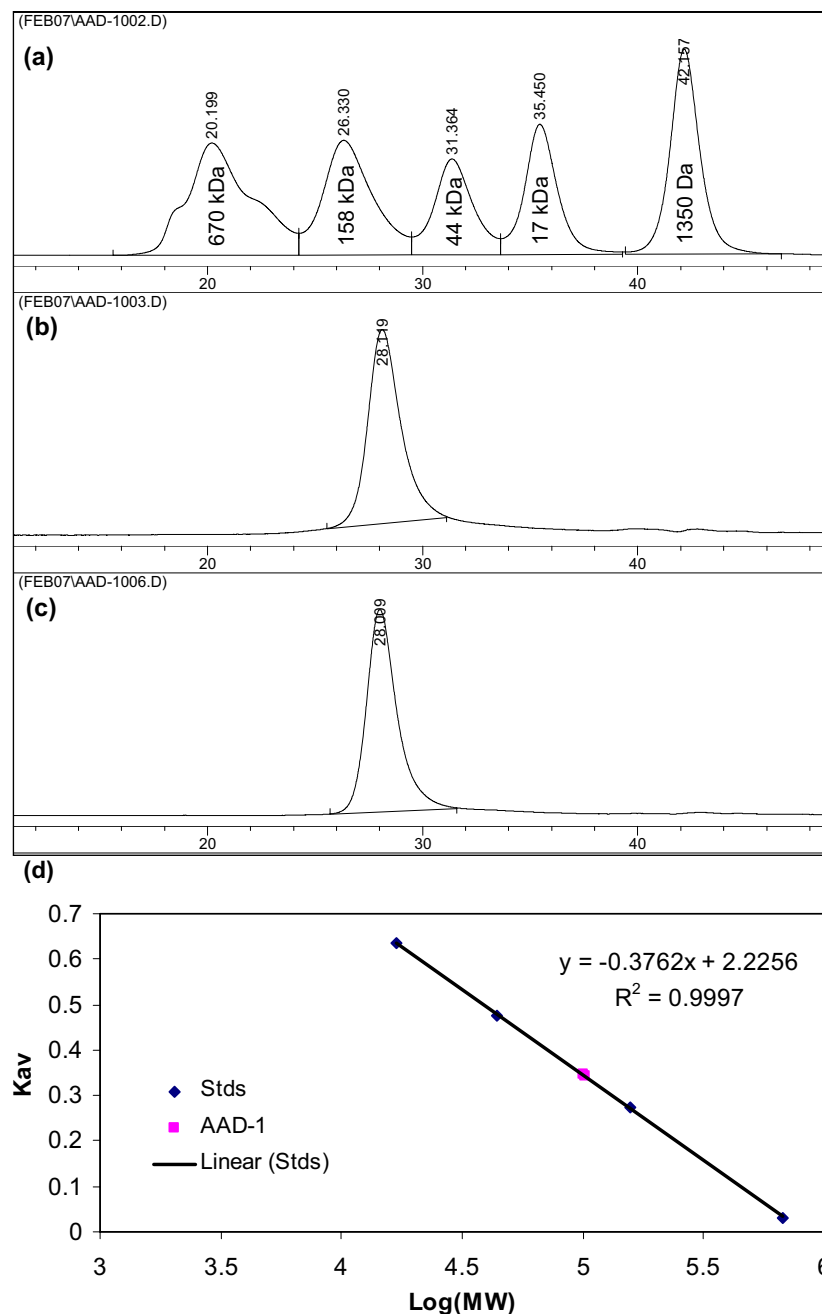 (FEB07\AAD-1002.D)
(a)
20.199
26.330
31.364
35.450
42.157
670 kDa
158 kDa
44 kDa
17 kDa
1350 Da
20 30 40
(FEB07\AAD-1003.D)
(b)
28.119
20 30 40
(FEB07\AAD-1006.D)
(c)
28.009
20 30 40
(d)
0.7
0.6
0.5
0.4
0.3
0.2
0.1
0
Kav
y = -0.3762x + 2.2256
R² = 0.9997
Stds
AAD-1
Linear (Stds)
3 3.5 4 4.5 5 5.5 6
Log(MW)